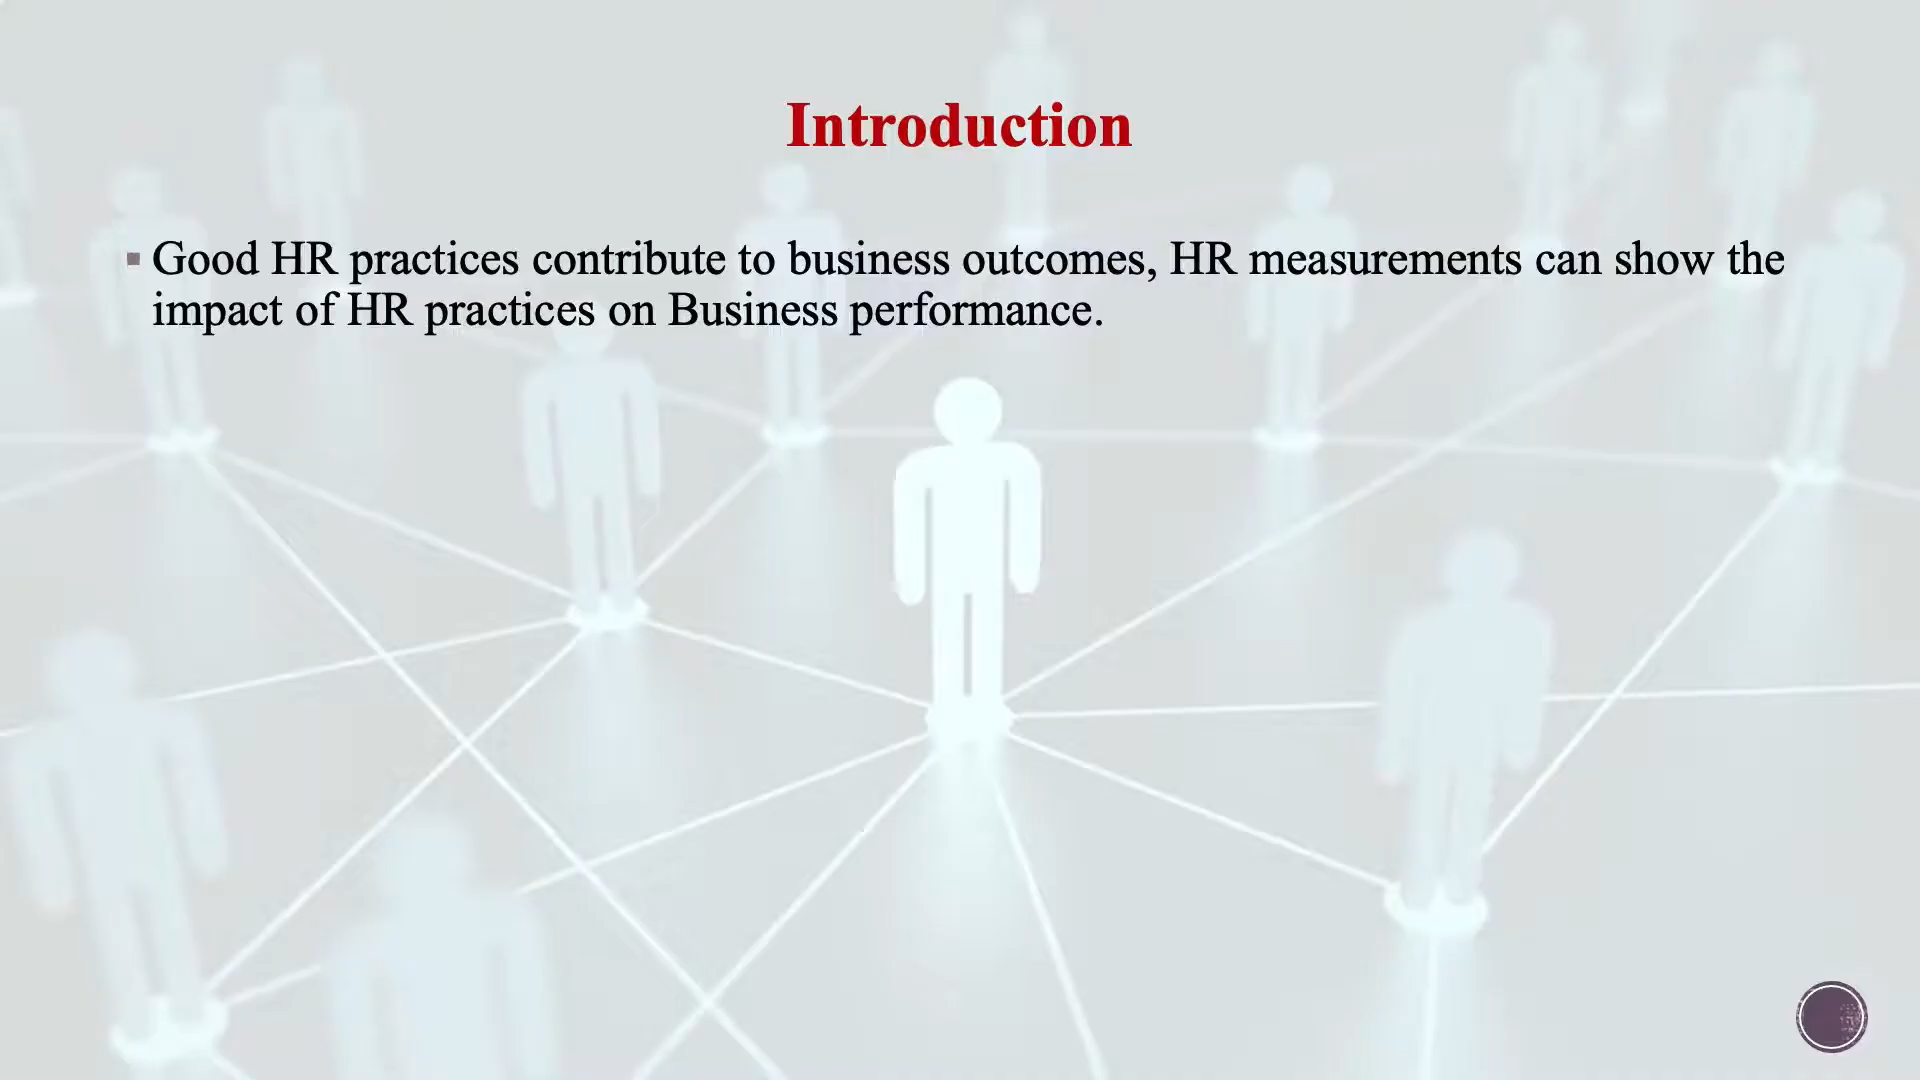 Introduction
▪ Good HR practices contribute to business outcomes, HR measurements can show the
impact of HR practices on Business performance.